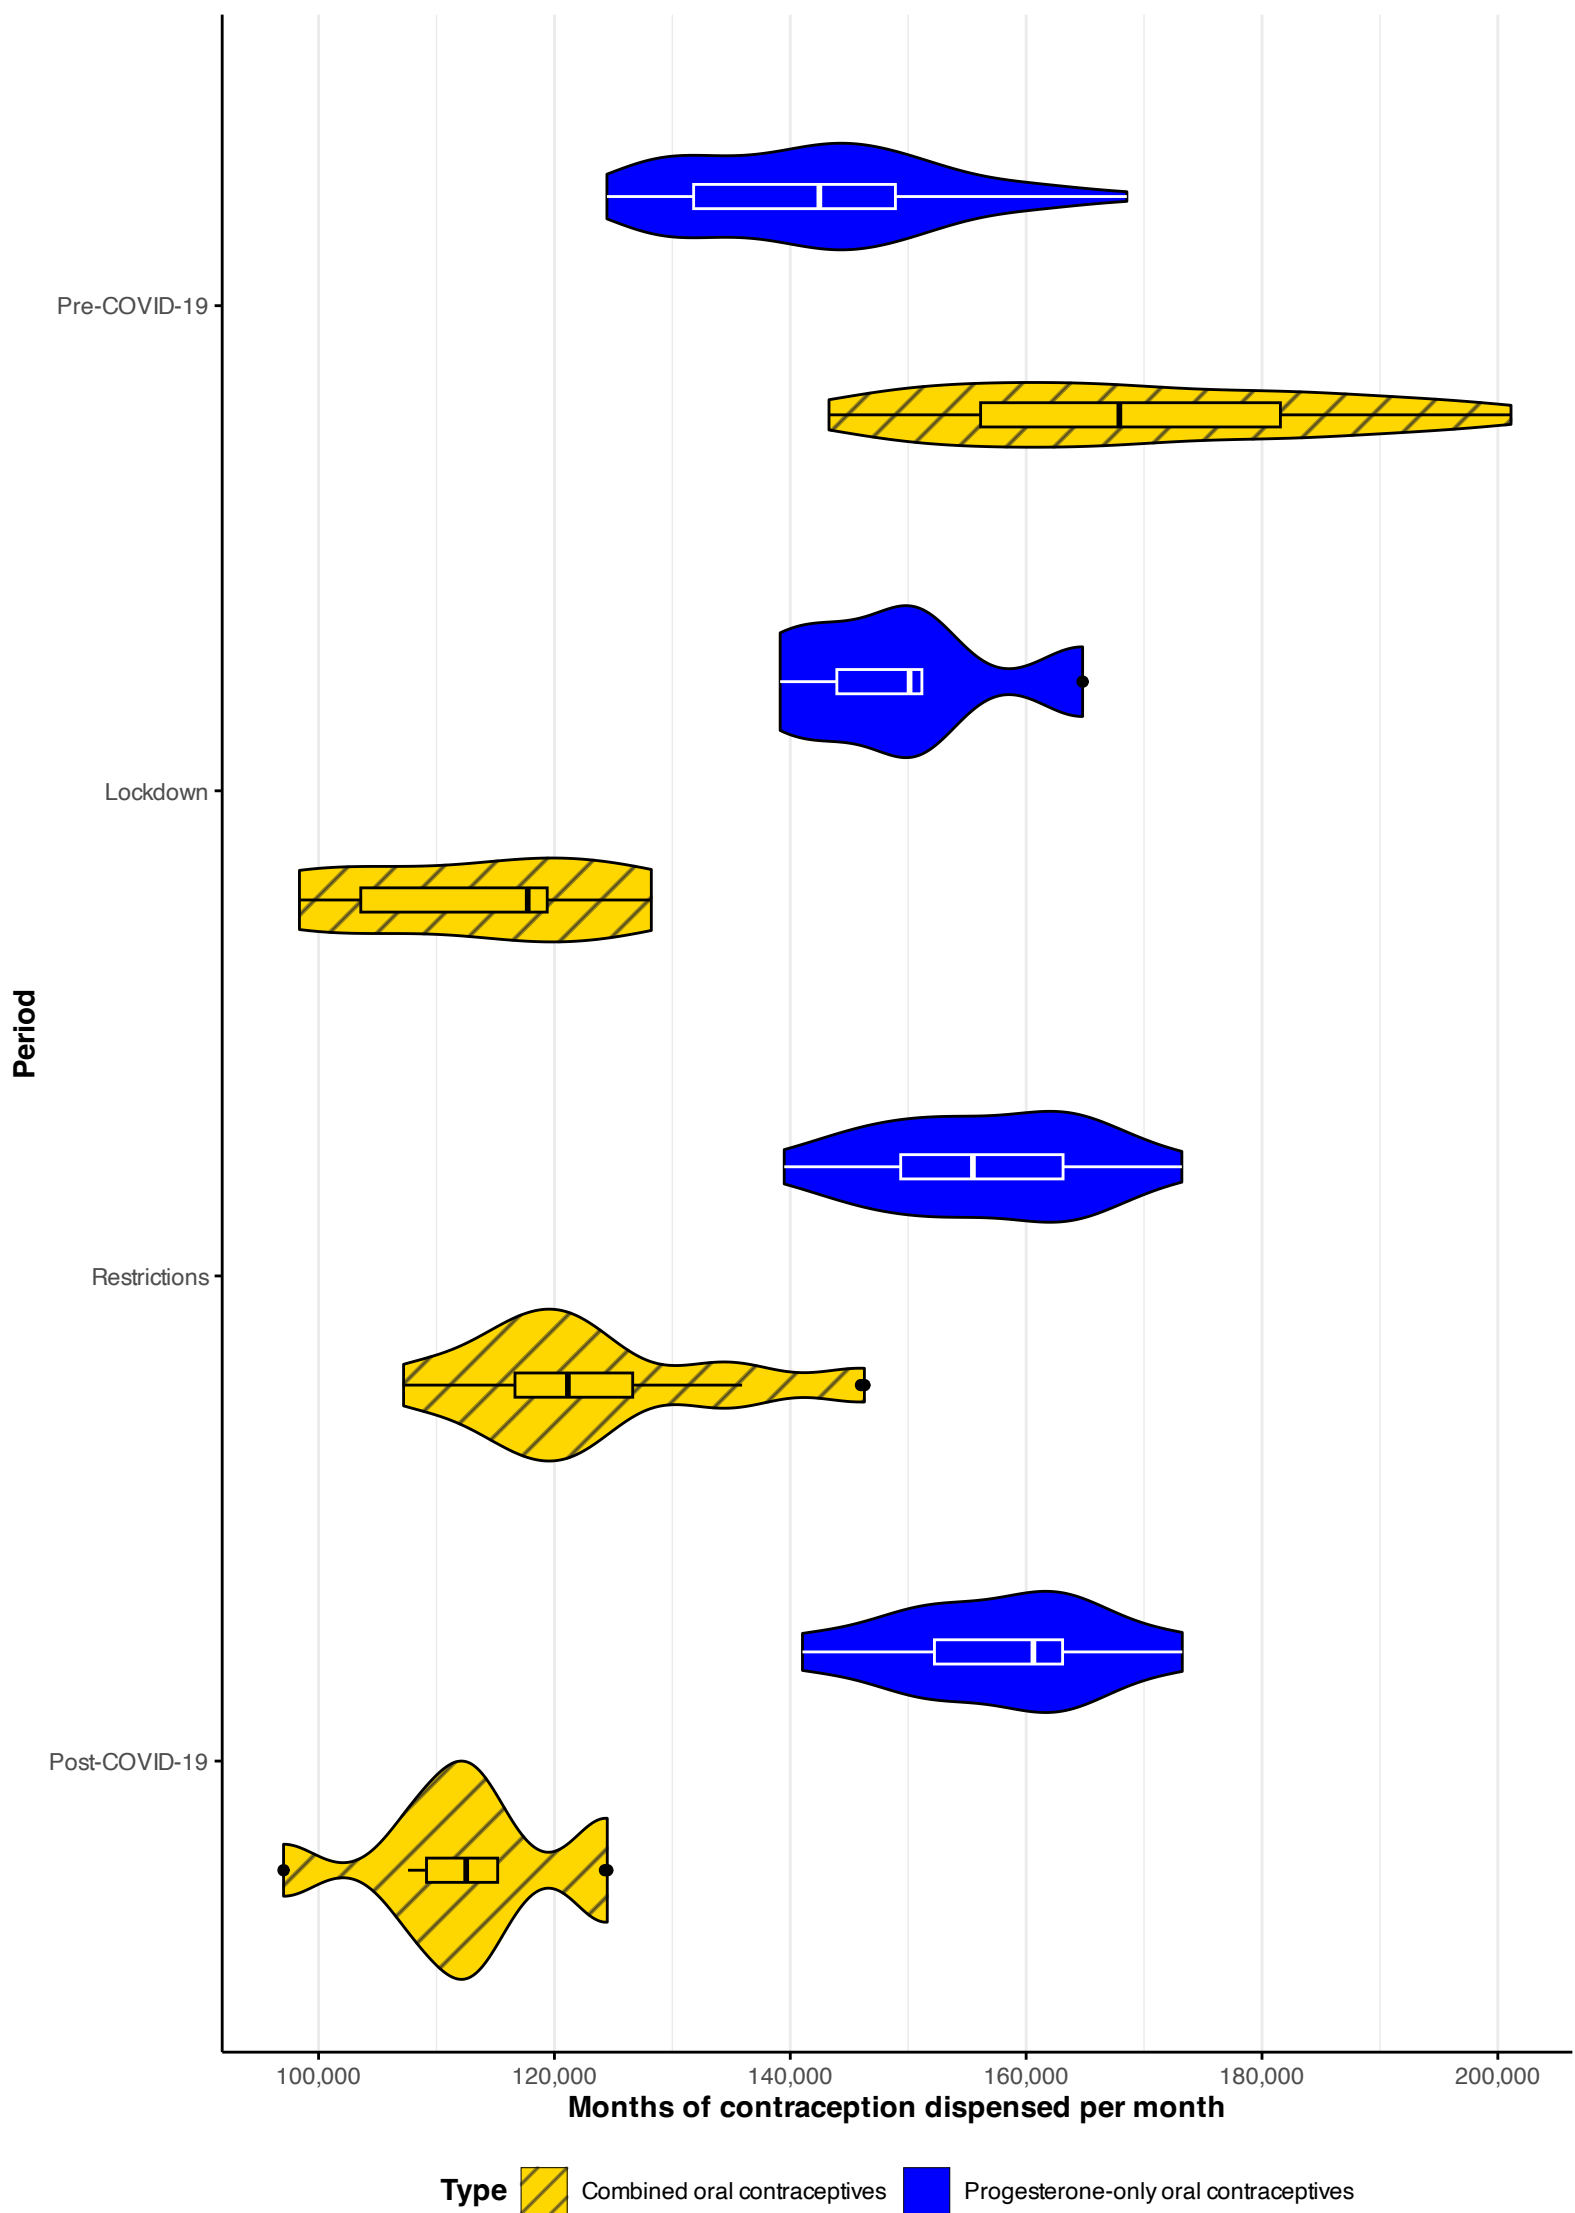 Period
Pre-COVID-19
Lockdown
Restrictions
Post-COVID-19
100,000 120,000 140,000 160,000 180,000 200,000
Months of contraception dispensed per month
Type Combined oral contraceptives Progesterone-only oral contraceptives